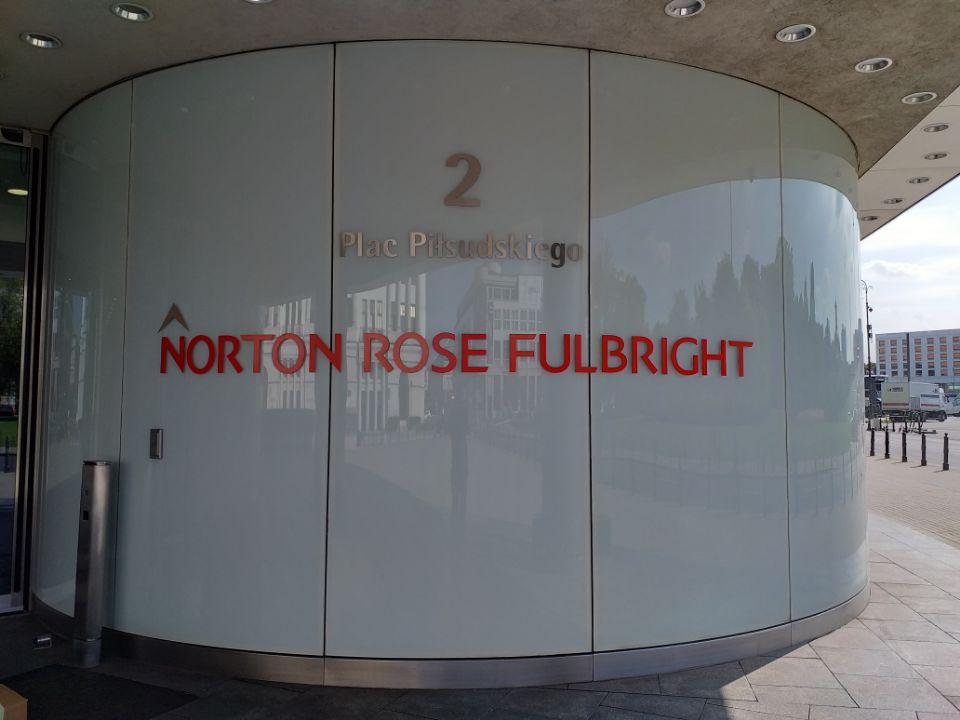 2
Plac Piłsudskiego
NORTON ROSE FULBRIGHT